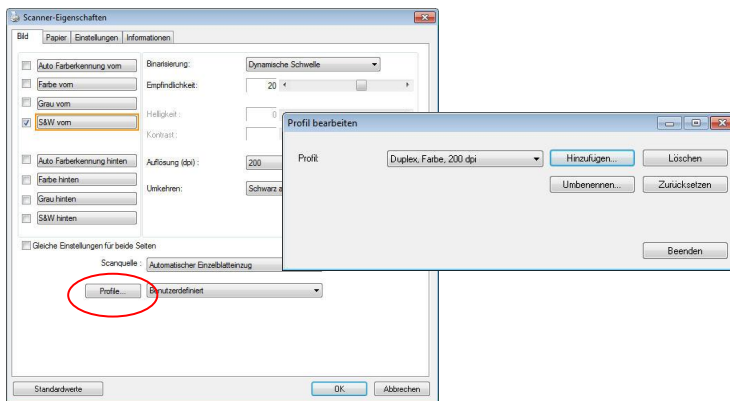 Scanner-Eigenschaften
Bild Papier Einstellungen Informationen
Auto Farberkennung vorn
Farbe vorn
Grau vorn
S&W vorn
Auto Farberkennung hinten
Farbe hinten
Grau hinten
S&W hinten
Binarisierung: Dynamische Schwelle
Empfindlichkeit: 20
Helligkeit: 0
Kontrast:
Auflösung (dpi) : 200
Umkehren: Schwarz a
Gleiche Einstellungen für beide Seiten
Scanquelle : Automatischer Einzelblatteinzug
Profile... Benutzerdefiniert
Standardwerte OK Abbrechen
Profil bearbeiten
Profil: Duplex, Farbe, 200 dpi Hinzufügen... Löschen
Umbenennen... Zurücksetzen
Beenden